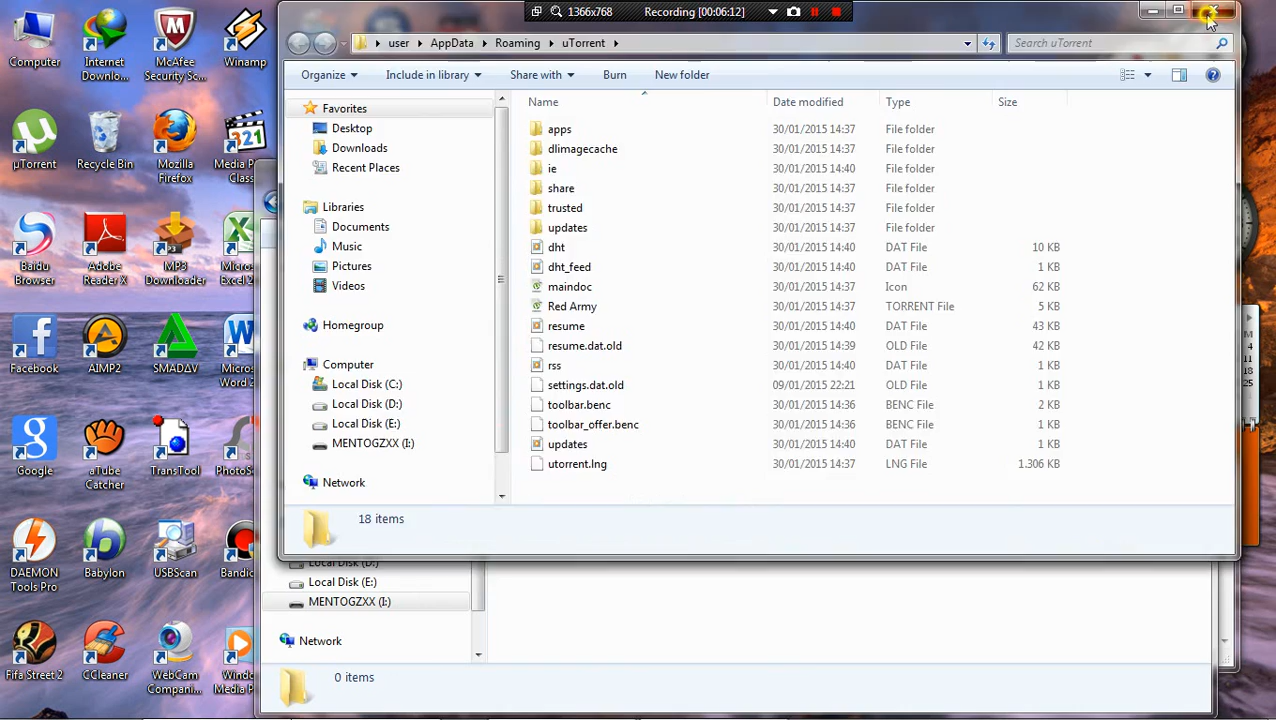 1366x768
Recording [00:06:12]
user
AppData
Roaming
uTorrent
Search uTorrent
Organize
Include in library
Share with
Burn
New folder
Name
Date modified
Type
Size
Favorites
Desktop
Downloads
Recent Places
Libraries
Documents
Music
Pictures
Videos
Homegroup
Computer
Local Disk (C:)
Local Disk (D:)
Local Disk (E:)
MENTOGZXX (I:)
Network
apps 30/01/2015 14:37 File folder
dlimagecache 30/01/2015 14:37 File folder
ie 30/01/2015 14:40 File folder
share 30/01/2015 14:37 File folder
trusted 30/01/2015 14:37 File folder
updates 30/01/2015 14:37 File folder
dht 30/01/2015 14:40 DAT File 10 KB
dht_feed 30/01/2015 14:40 DAT File 1 KB
maindoc 30/01/2015 14:37 Icon 62 KB
Red Army 30/01/2015 14:37 TORRENT File 5 KB
resume 30/01/2015 14:40 DAT File 43 KB
resume.dat.old 30/01/2015 14:39 OLD File 42 KB
rss 30/01/2015 14:40 DAT File 1 KB
settings.dat.old 09/01/2015 22:21 OLD File 1 KB
toolbar.benc 30/01/2015 14:36 BENC File 2 KB
toolbar_offer.benc 30/01/2015 14:36 BENC File 1 KB
updates 30/01/2015 14:40 DAT File 1 KB
utorrent.lng 30/01/2015 14:37 LNG File 1.306 KB
18 items
Local Disk (D:)
Local Disk (E:)
MENTOGZXX (I:)
Network
0 items
Computer
Internet
Downlo...
McAfee
Security Sc...
Winamp
µTorrent
Recycle Bin
Mozilla
Firefox
Media P
Class
Baidu
Browser
Adobe
Reader X
MP3
Downloader
Micros
Excel 2
Facebook
AIMP2
SMADΔV
Micros
Word 2
Google
aTube
Catcher
TransTool
PhotoS
DAEMON
Tools Pro
Babylon
USBScan
Bandic
Fifa Street 2
CCleaner
WebCam
Compani...
Windo
Media P
M
4
11
18
25